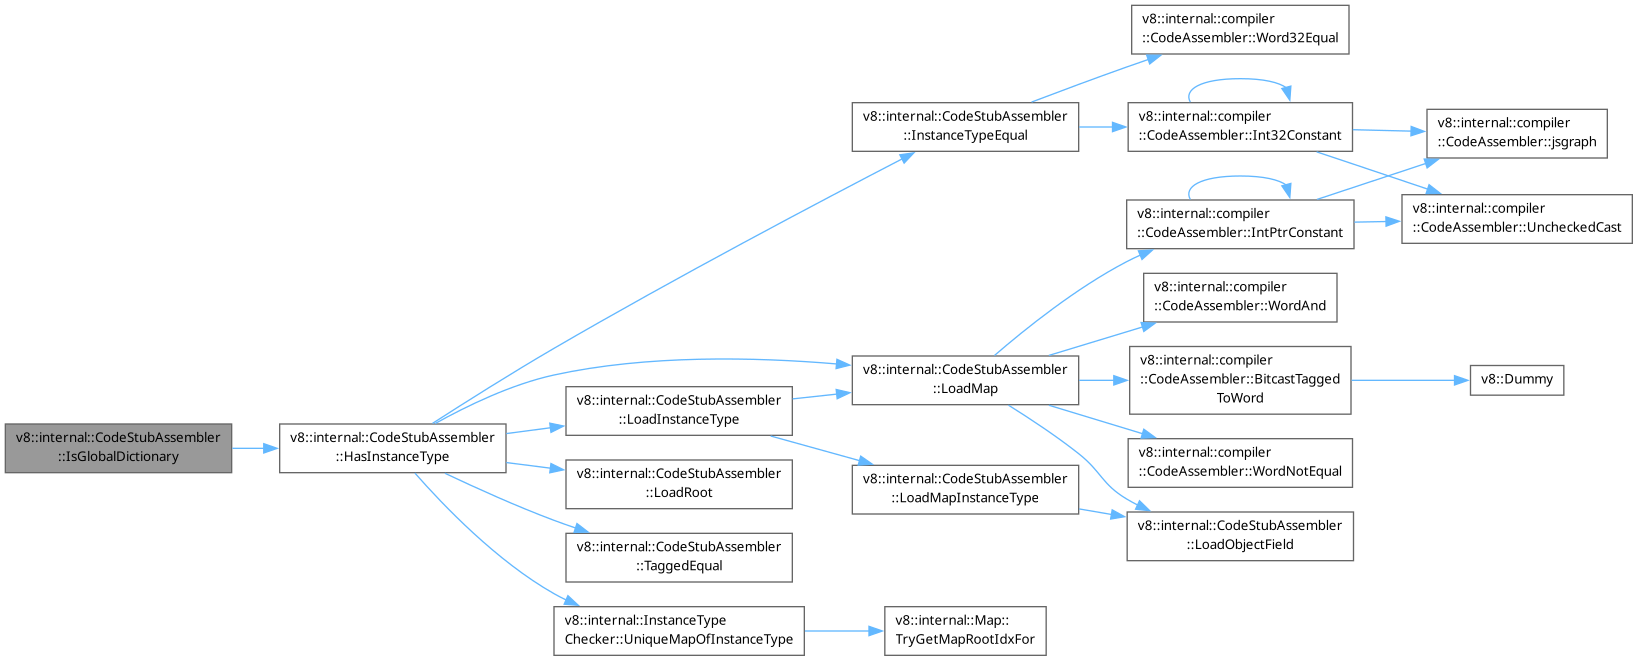 v8::internal::CodeStubAssembler
::IsGlobalDictionary
v8::internal::CodeStubAssembler
::HasInstanceType
v8::internal::CodeStubAssembler
::InstanceTypeEqual
v8::internal::compiler
::CodeAssembler::Word32Equal
v8::internal::compiler
::CodeAssembler::Int32Constant
v8::internal::compiler
::CodeAssembler::jsgraph
v8::internal::compiler
::CodeAssembler::UncheckedCast
v8::internal::compiler
::CodeAssembler::IntPtrConstant
v8::internal::compiler
::CodeAssembler::WordAnd
v8::internal::CodeStubAssembler
::LoadMap
v8::internal::compiler
::CodeAssembler::BitcastTagged
ToWord
v8::Dummy
v8::internal::compiler
::CodeAssembler::WordNotEqual
v8::internal::CodeStubAssembler
::LoadObjectField
v8::internal::CodeStubAssembler
::LoadInstanceType
v8::internal::CodeStubAssembler
::LoadMapInstanceType
v8::internal::CodeStubAssembler
::LoadRoot
v8::internal::CodeStubAssembler
::TaggedEqual
v8::internal::InstanceType
Checker::UniqueMapOfInstanceType
v8::internal::Map::
TryGetMapRootIdxFor